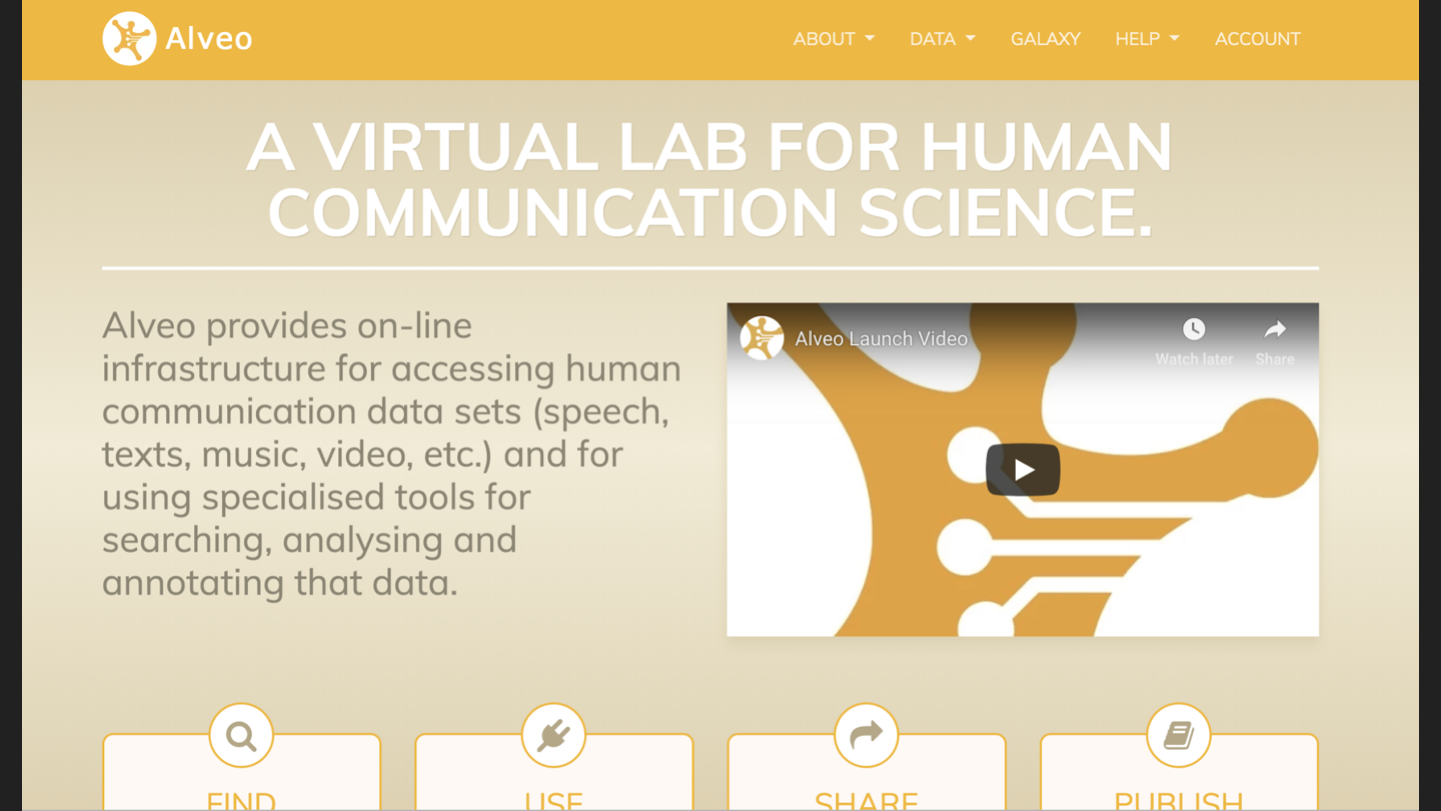 Alveo
ABOUT DATA GALAXY HELP ACCOUNT
A VIRTUAL LAB FOR HUMAN
COMMUNICATION SCIENCE.
Alveo provides on-line
infrastructure for accessing human
communication data sets (speech,
texts, music, video, etc.) and for
using specialised tools for
searching, analysing and
annotating that data.
Alveo Launch Video
Watch later Share
FIND USE SHARE PUBLISH